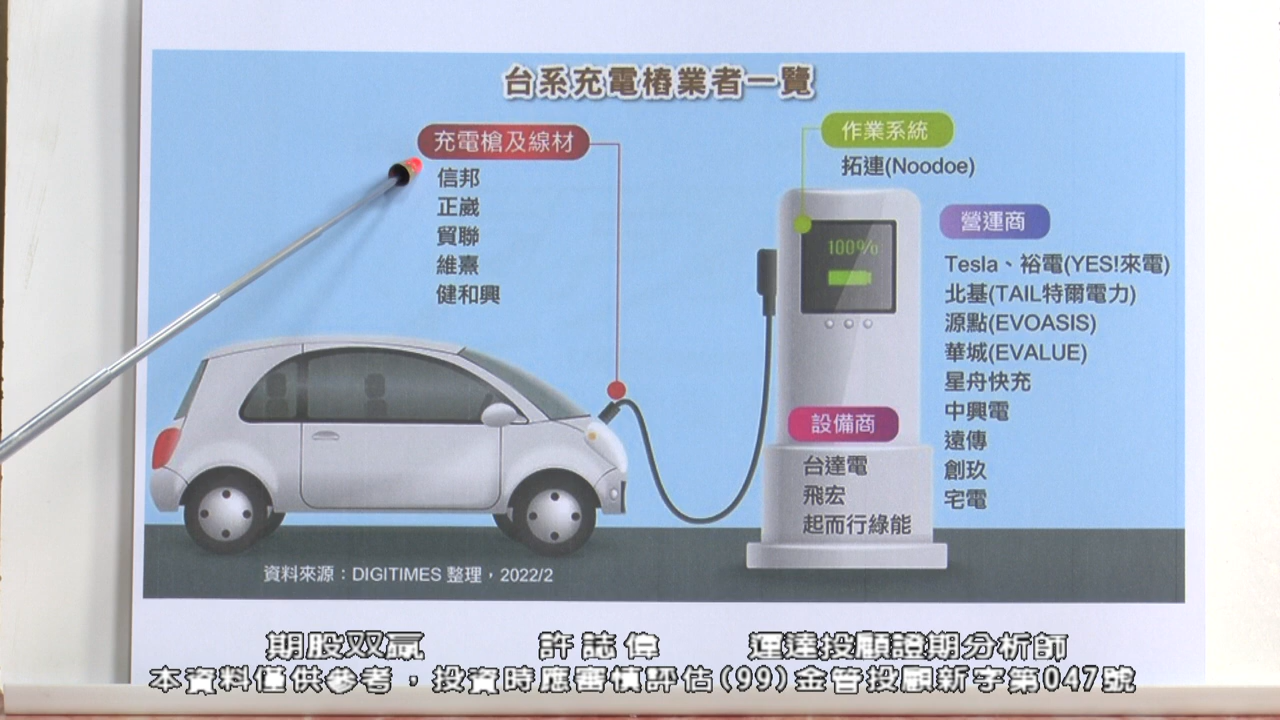 台系充電樁業者一覽
充電槍及線材
信邦
正崴
貿聯
維熹
健和興
作業系統
拓連(Noodoe)
100%
營運商
Tesla、裕電(YES!來電)
北基(TAIL特爾電力)
源點(EVOASIS)
華城(EVALUE)
星舟快充
中興電
遠傳
創玖
宅電
設備商
台達電
飛宏
起而行綠能
資料來源：DIGITIMES 整理，2022/2
期股双贏 許誌偉 運達投顧證期分析師
本資料僅供參考，投資時應審慎評估(99)金管投顧新字第047號